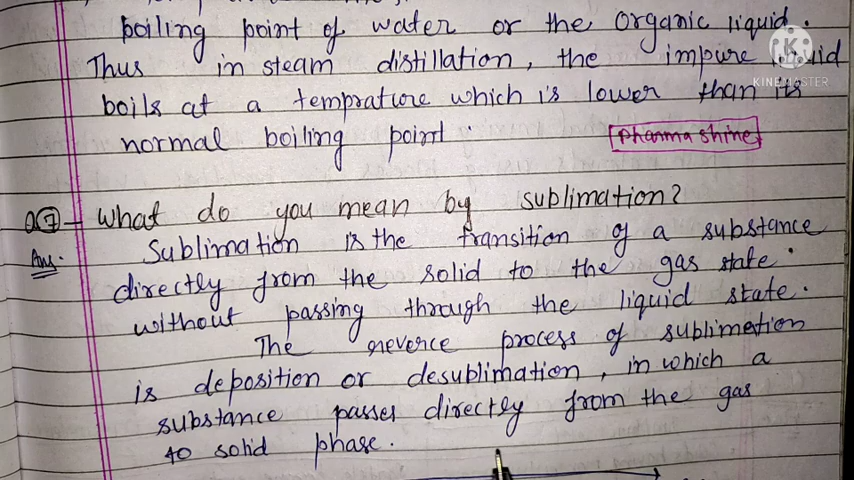 boiling point of water or the organic liquid.
Thus in steam distillation, the impure liquid
boils at a temprature which is lower than its
normal boiling point.
Pharma shine
Q7- What do you mean by sublimation?
Ans. Sublimation is the transition of a substance
directly from the solid to the gas state.
without passing through the liquid state.
The reverce process of sublimation
is deposition or desublimation, in which a
substance passes directly from the gas
to solid phase.
KINEMASTER